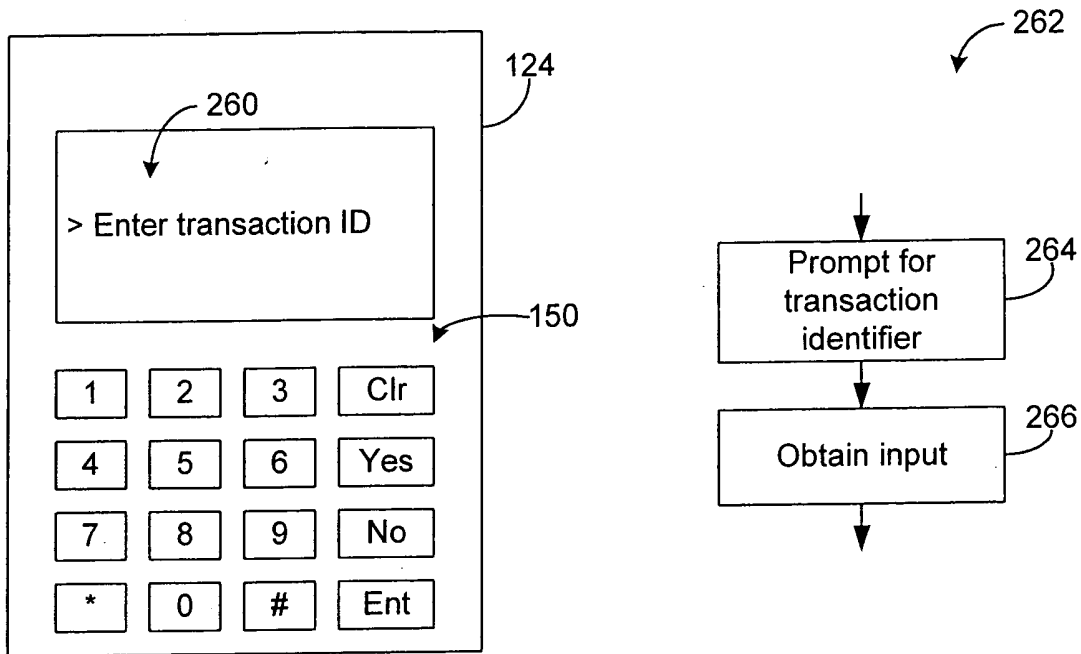 262
124
260
> Enter transaction ID
150
1 2 3 Clr
4 5 6 Yes
7 8 9 No
* 0 # Ent
Prompt for
transaction
identifier
264
Obtain input
266